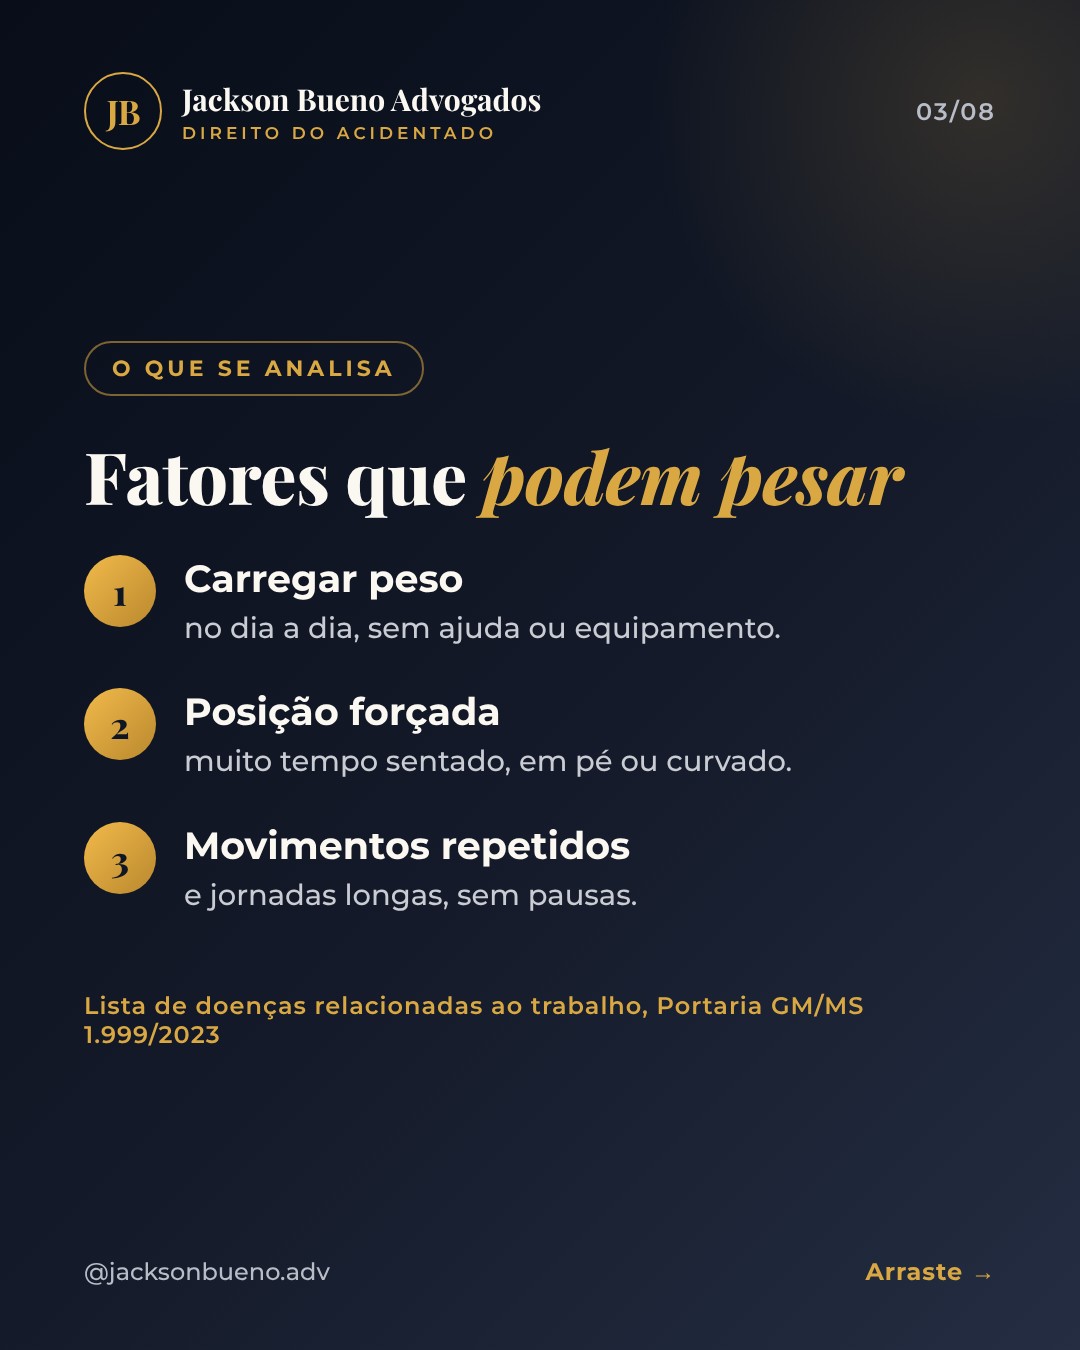 JB
Jackson Bueno Advogados
DIREITO DO ACIDENTADO
03/08
O QUE SE ANALISA
Fatores que podem pesar
1
Carregar peso
no dia a dia, sem ajuda ou equipamento.
2
Posição forçada
muito tempo sentado, em pé ou curvado.
3
Movimentos repetidos
e jornadas longas, sem pausas.
Lista de doenças relacionadas ao trabalho, Portaria GM/MS
1.999/2023
@jacksonbueno.adv
Arraste →